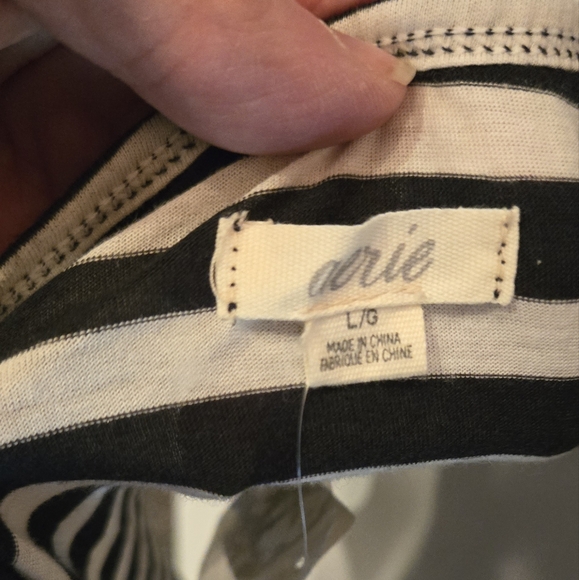 aerie
L/G
MADE IN CHINA
FABRIQUÉ EN CHINE